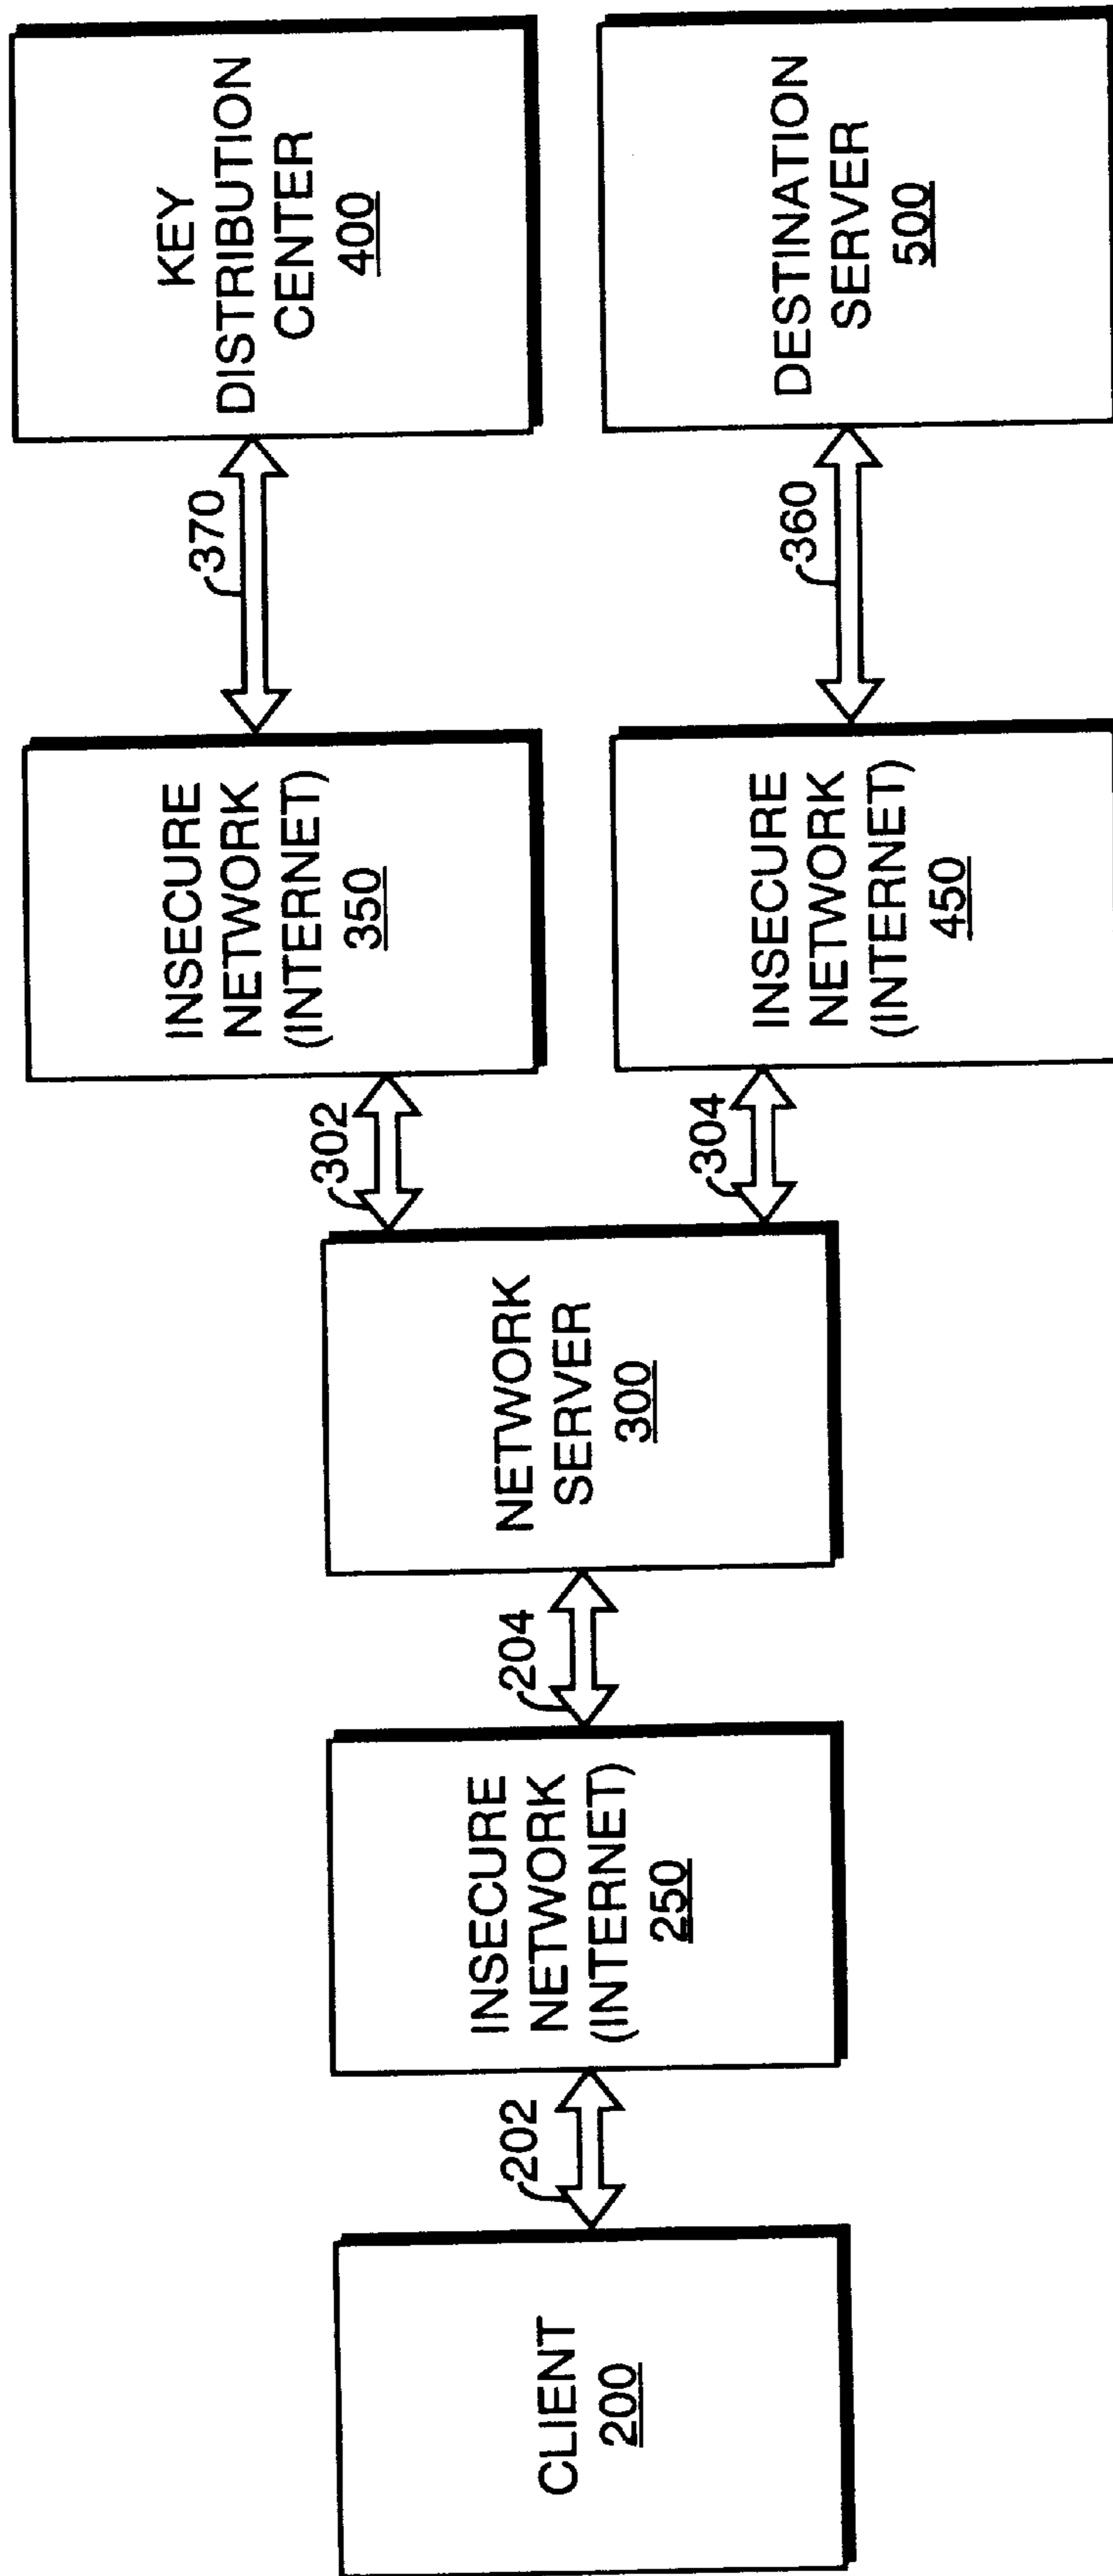 CLIENT
200
202
INSECURE
NETWORK
(INTERNET)
250
204
NETWORK
SERVER
300
302
INSECURE
NETWORK
(INTERNET)
350
370
KEY
DISTRIBUTION
CENTER
400
304
INSECURE
NETWORK
(INTERNET)
450
360
DESTINATION
SERVER
500